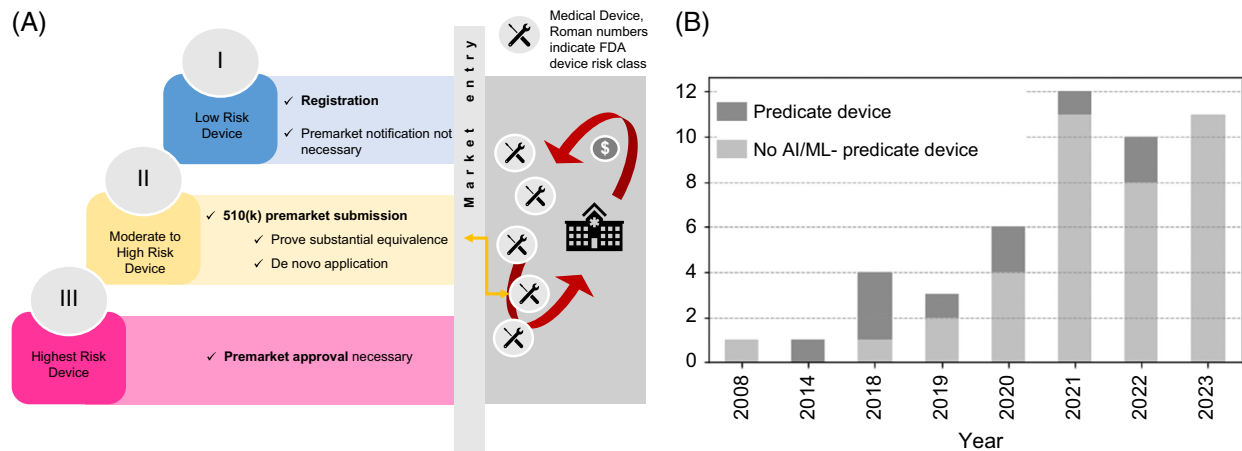 (A)
I
Low Risk
Device
✓ Registration
✓ Premarket notification not
necessary
II
Moderate to
High Risk
Device
✓ 510(k) premarket submission
✓ Prove substantial equivalence
✓ De novo application
III
Highest Risk
Device
✓ Premarket approval necessary
Market entry
Medical Device,
Roman numbers
indicate FDA
device risk class
$
(B)
12
10
8
6
4
2
0
Predicate device
No AI/ML- predicate device
2008
2014
2018
2019
2020
2021
2022
2023
Year